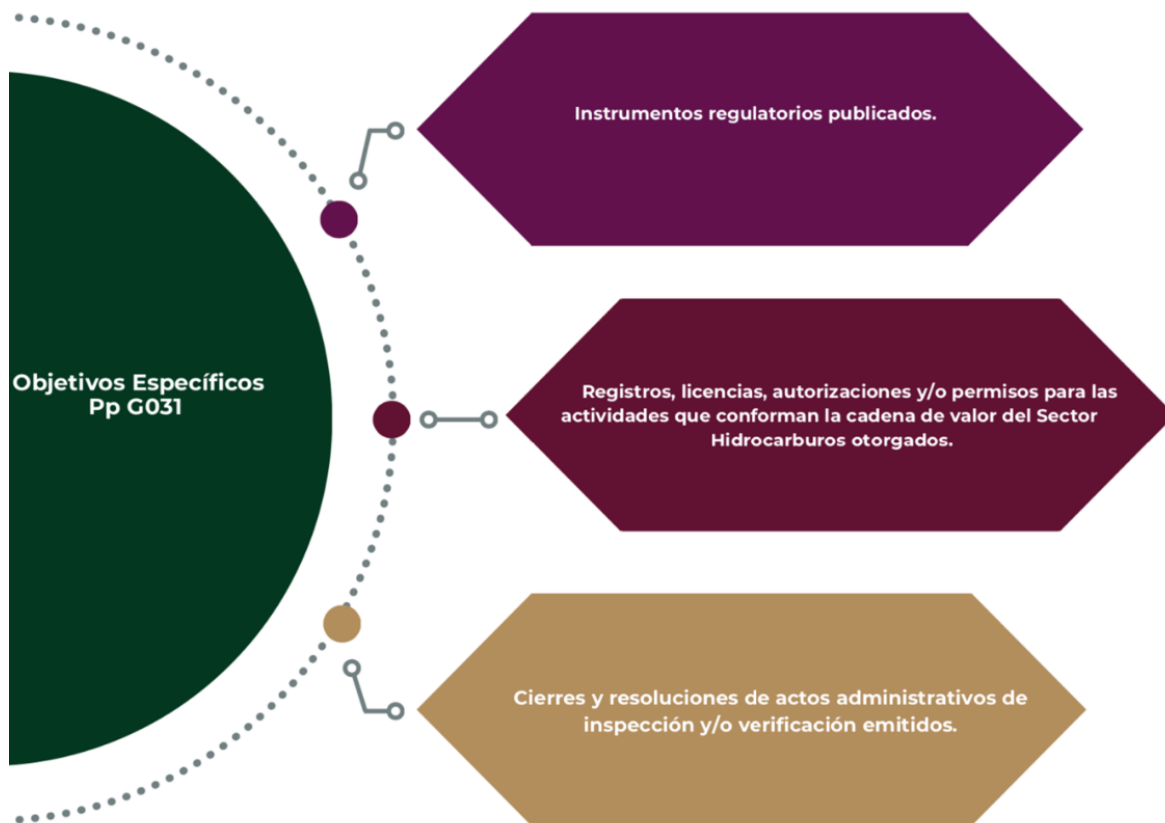 Objetivos Específicos
Pp G031
Instrumentos regulatorios publicados.
Registros, licencias, autorizaciones y/o permisos para las
actividades que conforman la cadena de valor del Sector
Hidrocarburos otorgados.
Cierres y resoluciones de actos administrativos de
inspección y/o verificación emitidos.